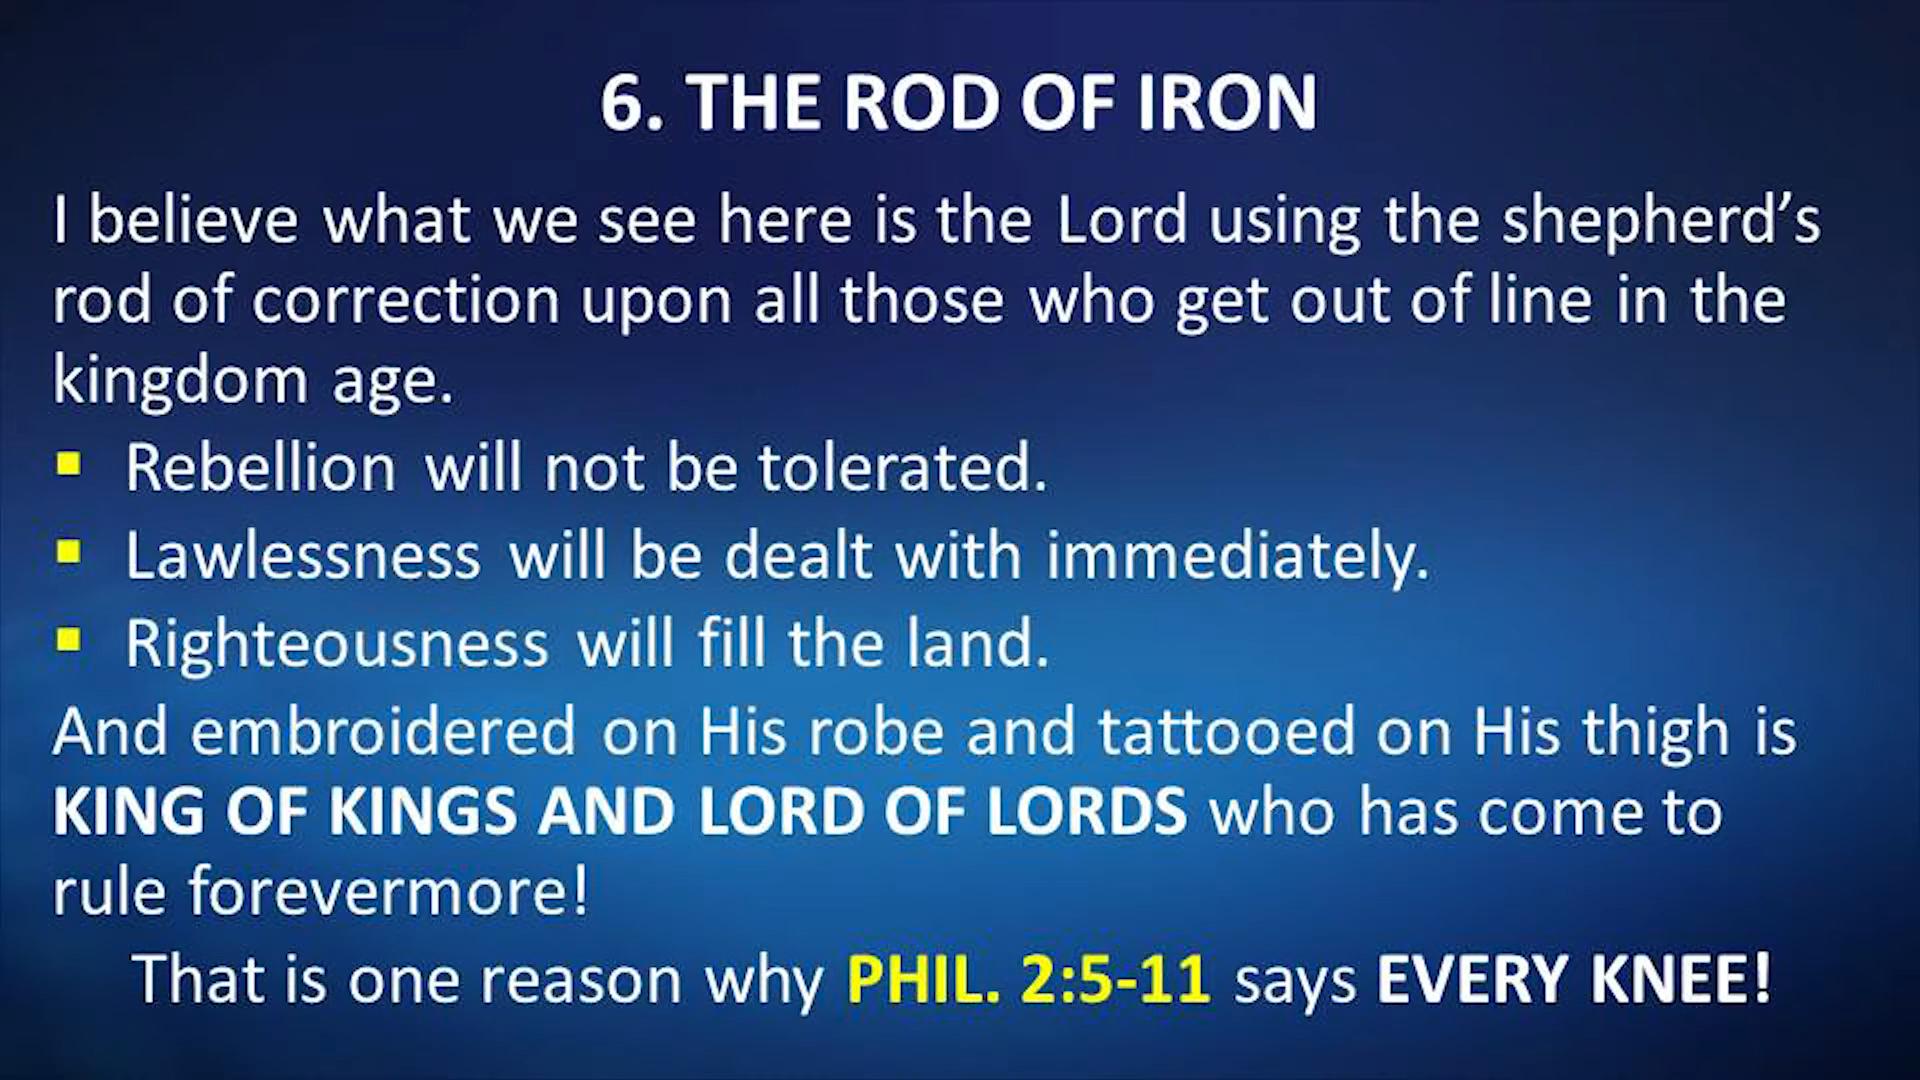 6. THE ROD OF IRON
I believe what we see here is the Lord using the shepherd’s
rod of correction upon all those who get out of line in the
kingdom age.
▪ Rebellion will not be tolerated.
▪ Lawlessness will be dealt with immediately.
▪ Righteousness will fill the land.
And embroidered on His robe and tattooed on His thigh is
KING OF KINGS AND LORD OF LORDS who has come to
rule forevermore!
That is one reason why PHIL. 2:5-11 says EVERY KNEE!